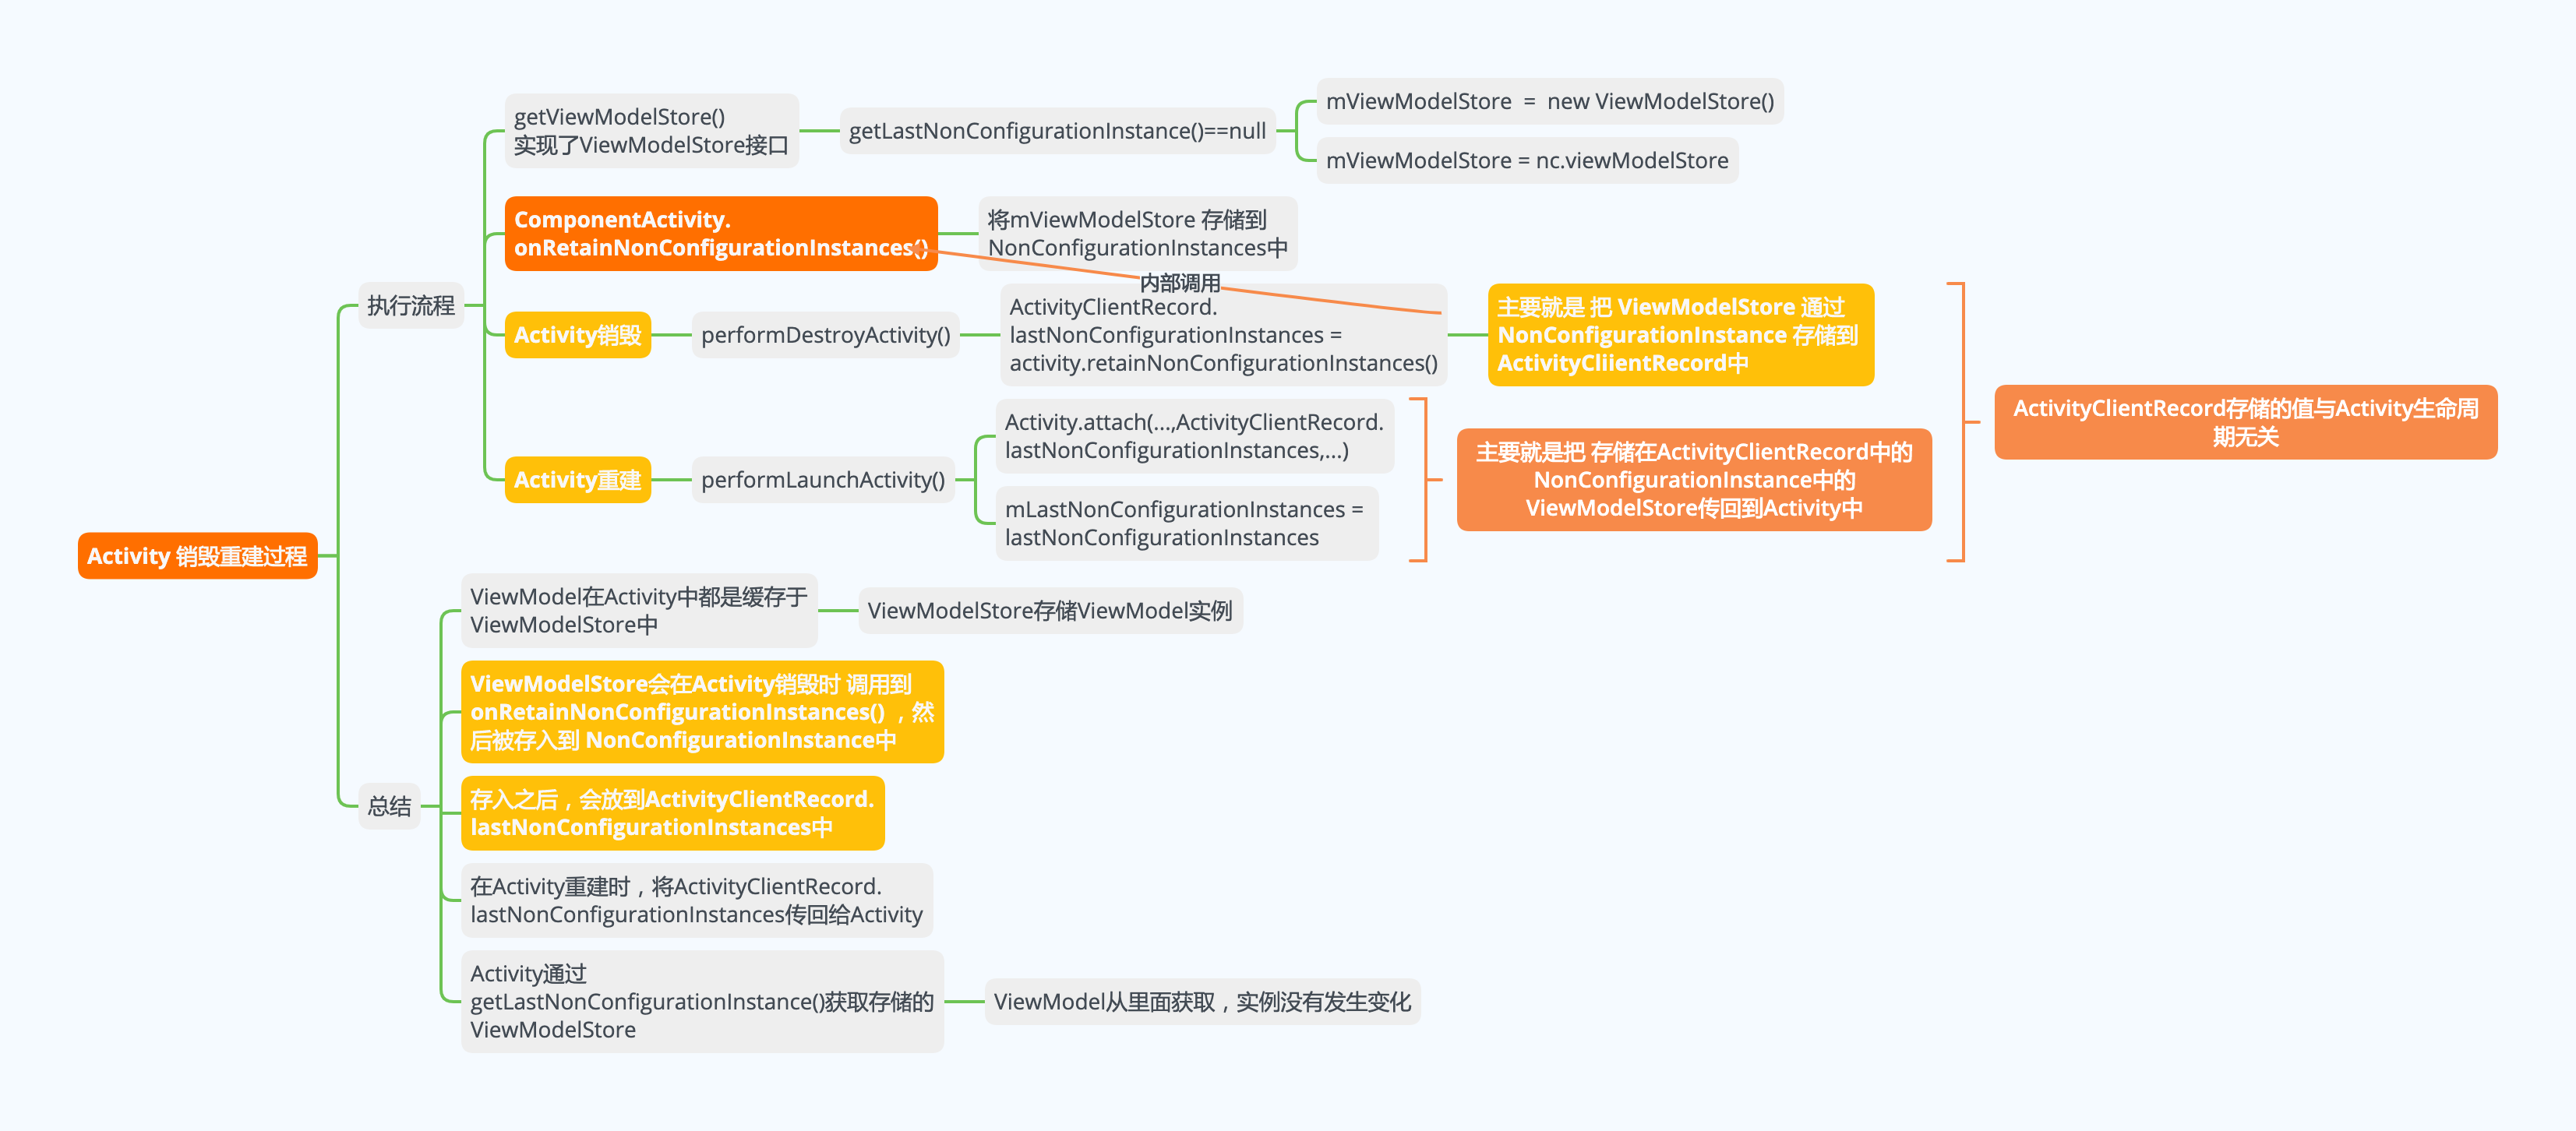 Activity 销毁重建过程
执行流程
getViewModelStore()
实现了ViewModelStore接口
getLastNonConfigurationInstance()==null
mViewModelStore = new ViewModelStore()
mViewModelStore = nc.viewModelStore
ComponentActivity.
onRetainNonConfigurationInstances()
将mViewModelStore 存储到
NonConfigurationInstances中
内部调用
Activity销毁
performDestroyActivity()
ActivityClientRecord.
lastNonConfigurationInstances =
activity.retainNonConfigurationInstances()
主要就是 把 ViewModelStore 通过
NonConfigurationInstance 存储到
ActivityCliientRecord中
Activity重建
performLaunchActivity()
Activity.attach(...,ActivityClientRecord.
lastNonConfigurationInstances,...)
mLastNonConfigurationInstances =
lastNonConfigurationInstances
主要就是把 存储在ActivityClientRecord中的
NonConfigurationInstance中的
ViewModelStore传回到Activity中
ActivityClientRecord存储的值与Activity生命周
期无关
总结
ViewModel在Activity中都是缓存于
ViewModelStore中
ViewModelStore存储ViewModel实例
ViewModelStore会在Activity销毁时 调用到
onRetainNonConfigurationInstances() ，然
后被存入到 NonConfigurationInstance中
存入之后，会放到ActivityClientRecord.
lastNonConfigurationInstances中
在Activity重建时，将ActivityClientRecord.
lastNonConfigurationInstances传回给Activity
Activity通过
getLastNonConfigurationInstance()获取存储的
ViewModelStore
ViewModel从里面获取，实例没有发生变化